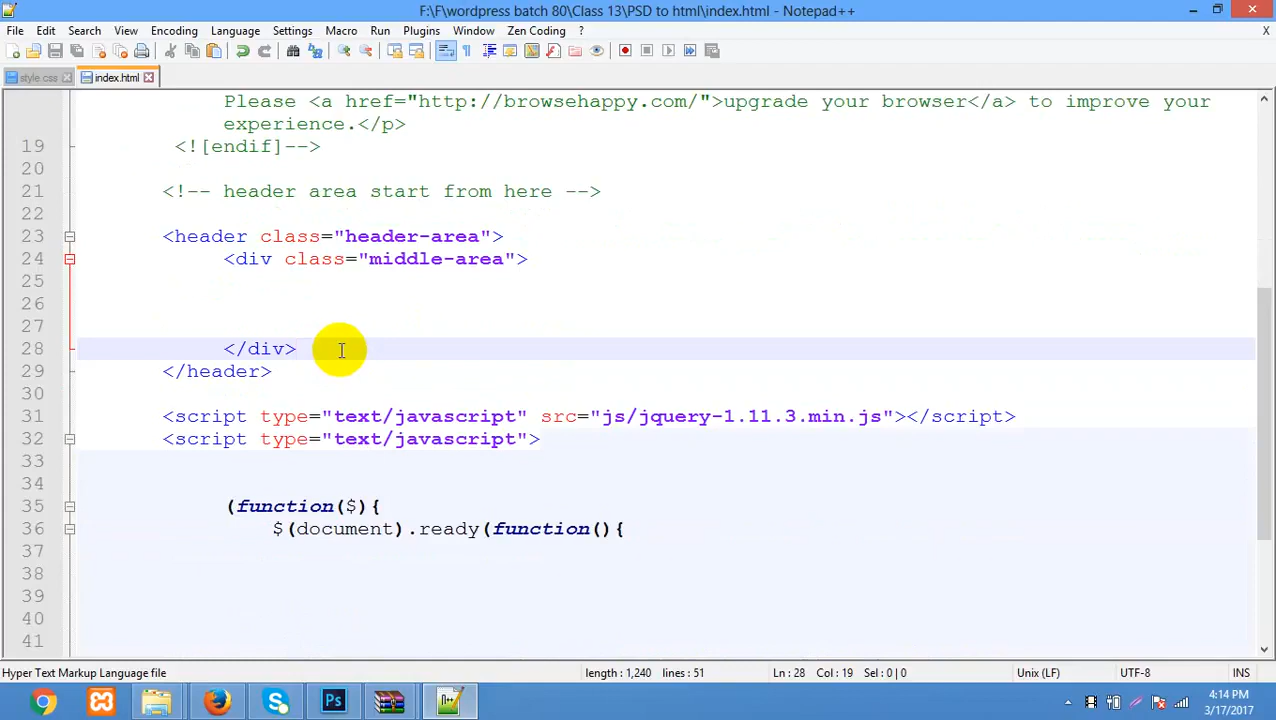 F:\F\wordpress batch 80\Class 13\PSD to html\index.html - Notepad++
File Edit Search View Encoding Language Settings Macro Run Plugins Window Zen Coding ? X
style.css index.html
Please <a href="http://browsehappy.com/">upgrade your browser</a> to improve your
experience.</p>
19 <![endif]-->
20
21 <!-- header area start from here -->
22
23 <header class="header-area">
24 <div class="middle-area">
25
26
27
28 </div>
29 </header>
30
31 <script type="text/javascript" src="js/jquery-1.11.3.min.js"></script>
32 <script type="text/javascript">
33
34
35 (function($){
36 $(document).ready(function(){
37
38
39
40
41
Hyper Text Markup Language file length : 1,240 lines : 51 Ln : 28 Col : 19 Sel : 0 | 0 Unix (LF) UTF-8 INS
Ps N++ 4:14 PM
3/17/2017